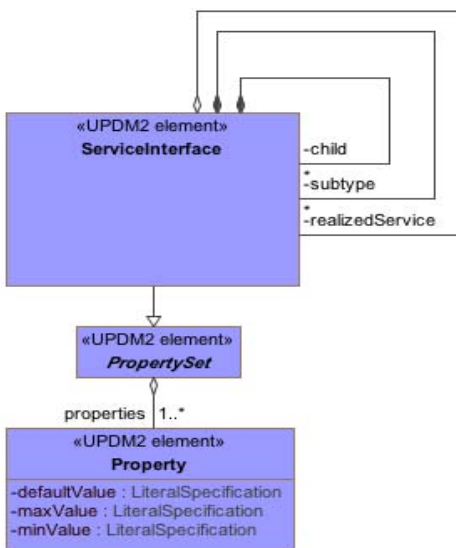 «UPDM2 element»
ServiceInterface
-child
*
-subtype
*
-realizedService
«UPDM2 element»
PropertySet
properties 1..*
«UPDM2 element»
Property
-defaultValue : LiteralSpecification
-maxValue : LiteralSpecification
-minValue : LiteralSpecification